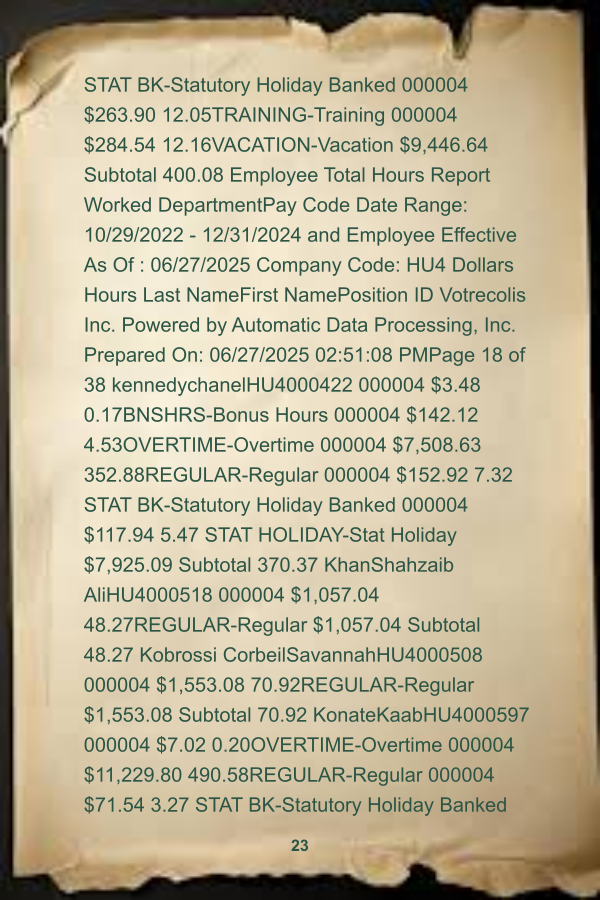 STAT BK-Statutory Holiday Banked 000004
$263.90 12.05TRAINING-Training 000004
$284.54 12.16VACATION-Vacation $9,446.64
Subtotal 400.08 Employee Total Hours Report
Worked DepartmentPay Code Date Range:
10/29/2022 - 12/31/2024 and Employee Effective
As Of : 06/27/2025 Company Code: HU4 Dollars
Hours Last NameFirst NamePosition ID Votrecolis
Inc. Powered by Automatic Data Processing, Inc.
Prepared On: 06/27/2025 02:51:08 PMPage 18 of
38 kennedychanelHU4000422 000004 $3.48
0.17BNSHRS-Bonus Hours 000004 $142.12
4.53OVERTIME-Overtime 000004 $7,508.63
352.88REGULAR-Regular 000004 $152.92 7.32
STAT BK-Statutory Holiday Banked 000004
$117.94 5.47 STAT HOLIDAY-Stat Holiday
$7,925.09 Subtotal 370.37 KhanShahzaib
AliHU4000518 000004 $1,057.04
48.27REGULAR-Regular $1,057.04 Subtotal
48.27 Kobrossi CorbeilSavannahHU4000508
000004 $1,553.08 70.92REGULAR-Regular
$1,553.08 Subtotal 70.92 KonateKaabHU4000597
000004 $7.02 0.20OVERTIME-Overtime 000004
$11,229.80 490.58REGULAR-Regular 000004
$71.54 3.27 STAT BK-Statutory Holiday Banked
23